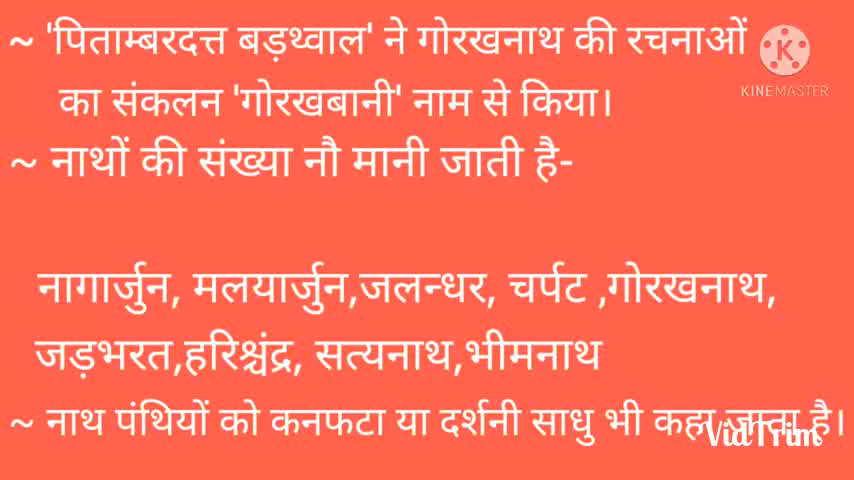 ~ 'पिताम्बरदत्त बड़थ्वाल' ने गोरखनाथ की रचनाओं
का संकलन 'गोरखबानी' नाम से किया।
KINEMASTER
~ नाथों की संख्या नौ मानी जाती है-
नागार्जुन, मलयार्जुन,जलन्धर, चर्पट ,गोरखनाथ,
जड़भरत,हरिश्चंद्र, सत्यनाथ,भीमनाथ
~ नाथ पंथियों को कनफटा या दर्शनी साधु भी कहा जाता है।
VidTrim